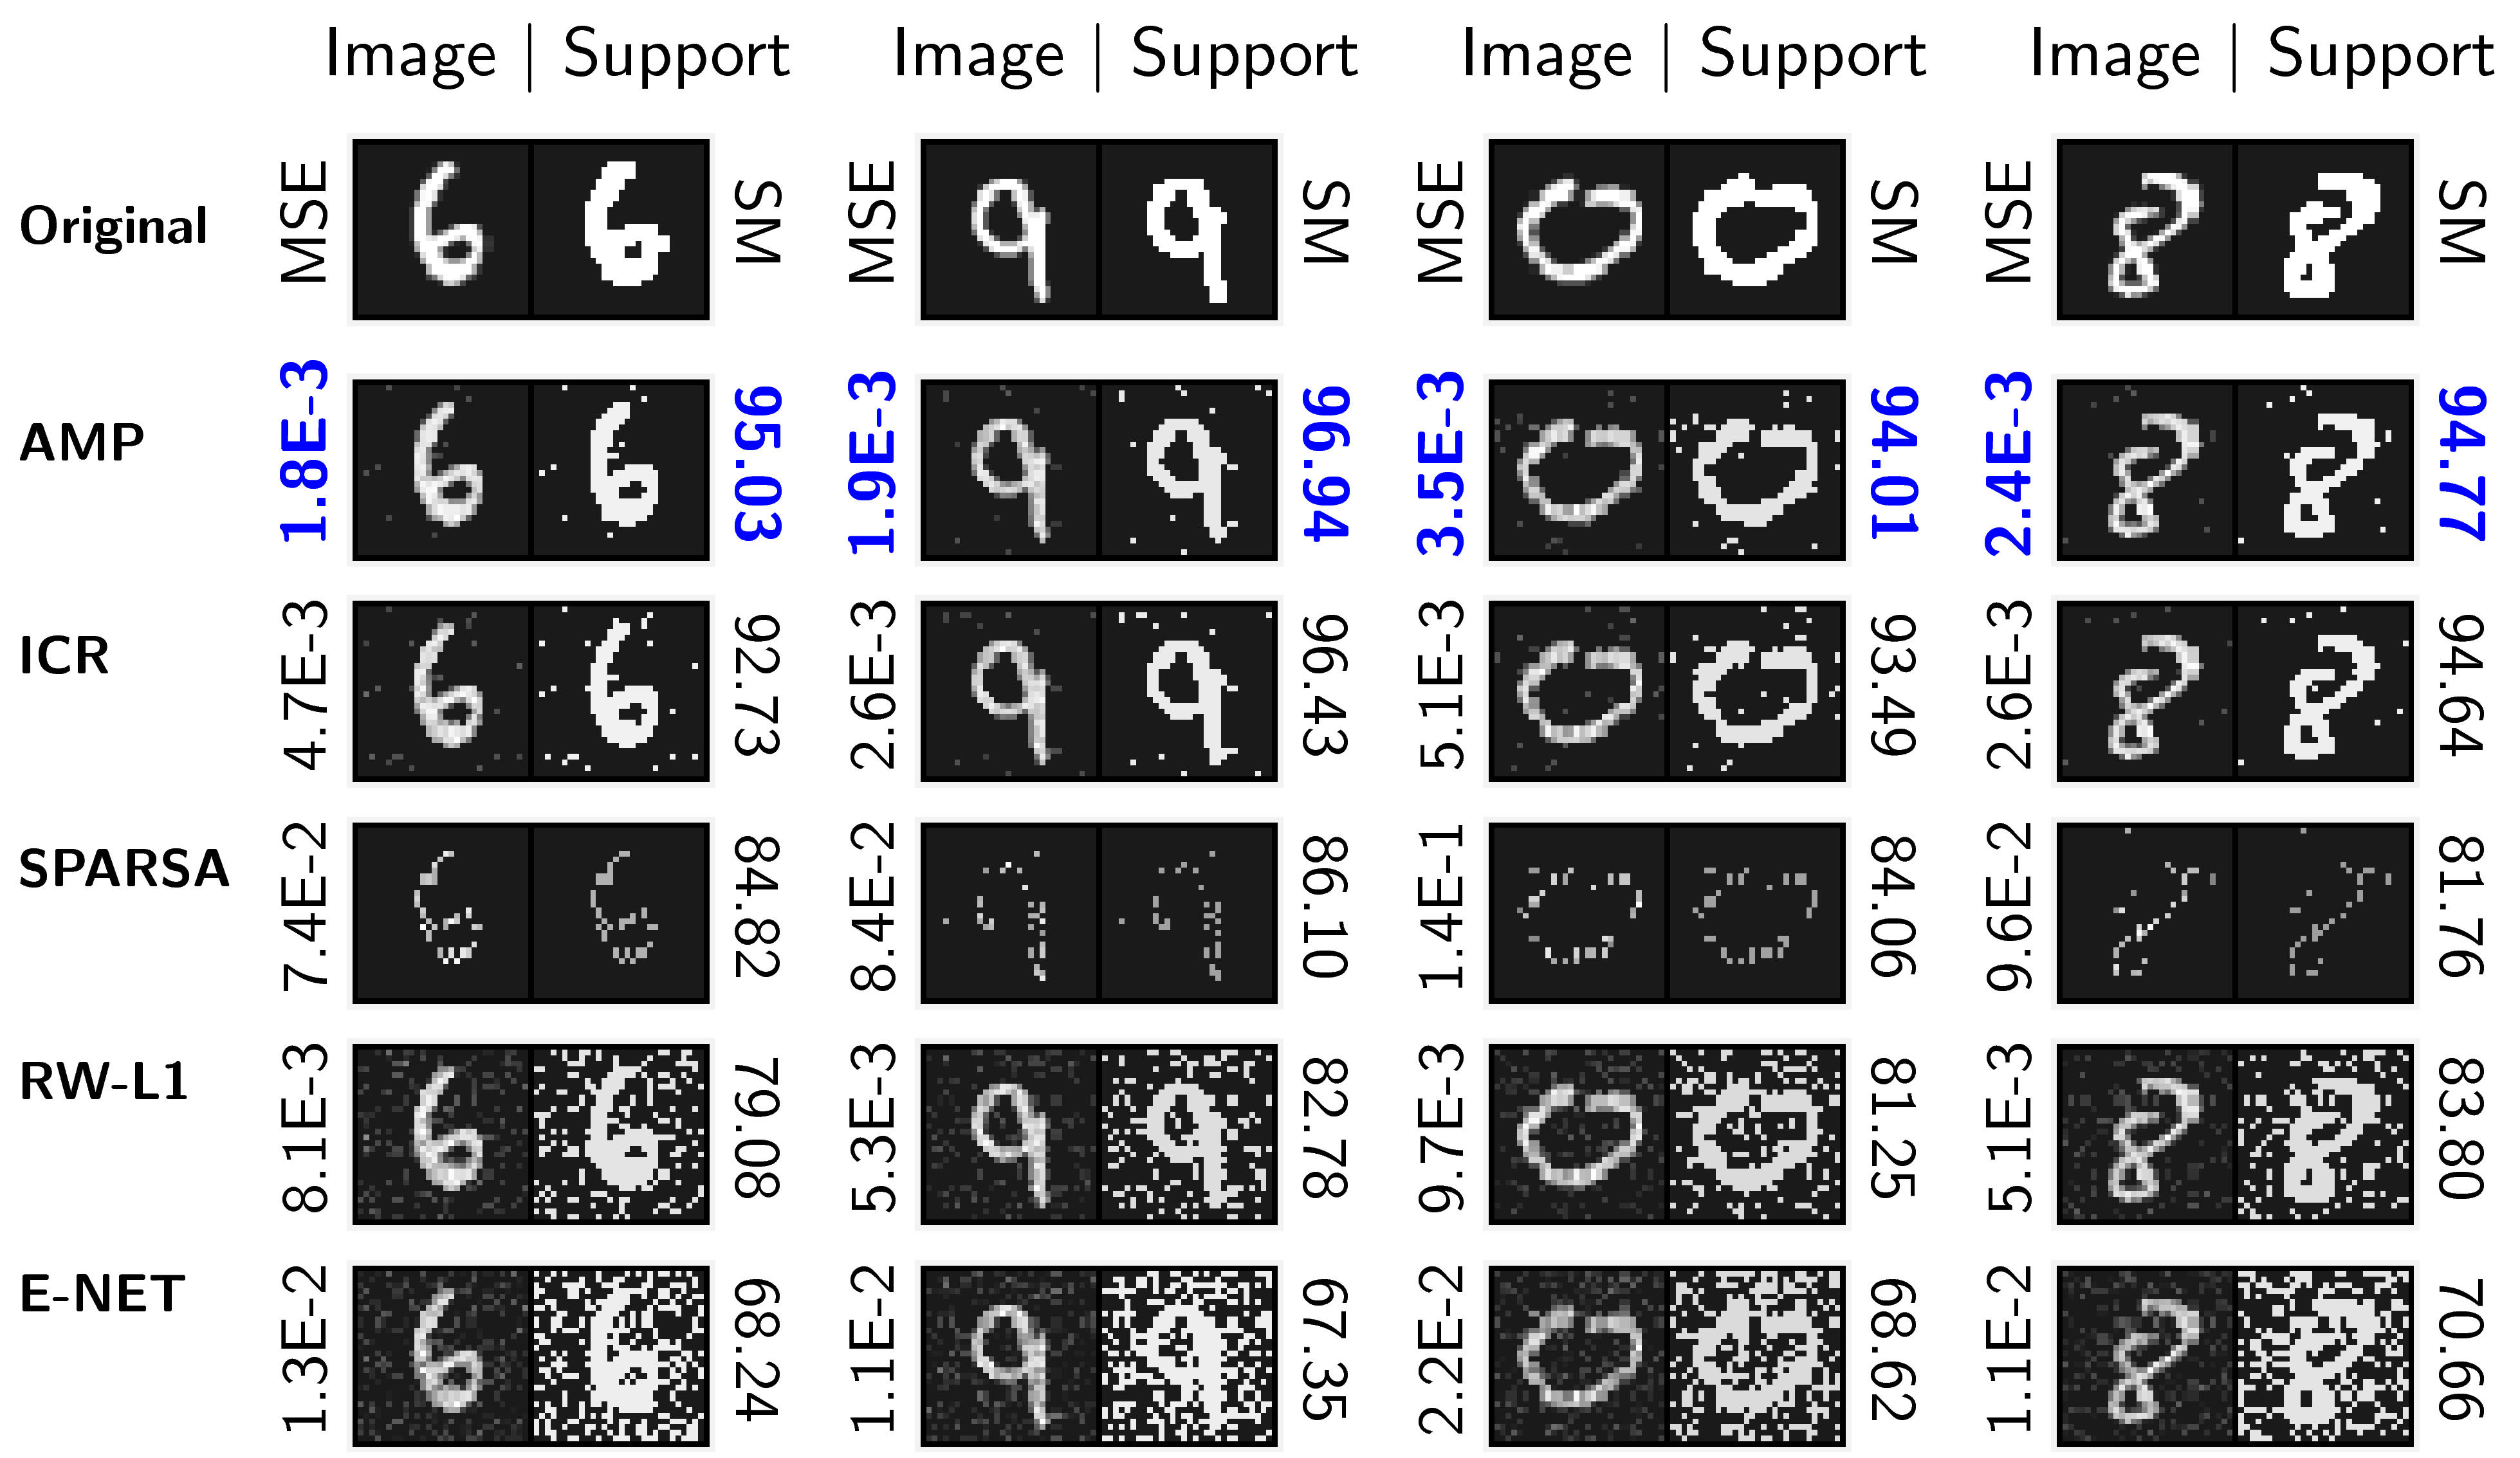 Image | Support Image | Support Image | Support Image | Support
Original MSE SM MSE SM MSE SM MSE SM
AMP 1.8E-3 95.03 1.9E-3 96.94 3.5E-3 94.01 2.4E-3 94.77
ICR 4.7E-3 92.73 2.6E-3 96.43 5.1E-3 93.49 2.6E-3 94.64
SPARSA 7.4E-2 84.82 8.4E-2 86.10 1.4E-1 84.06 9.6E-2 81.76
RW-L1 8.1E-3 79.08 5.3E-3 82.78 9.7E-3 81.25 5.1E-3 83.80
E-NET 1.3E-2 68.24 1.1E-2 67.35 2.2E-2 68.62 1.1E-2 70.66